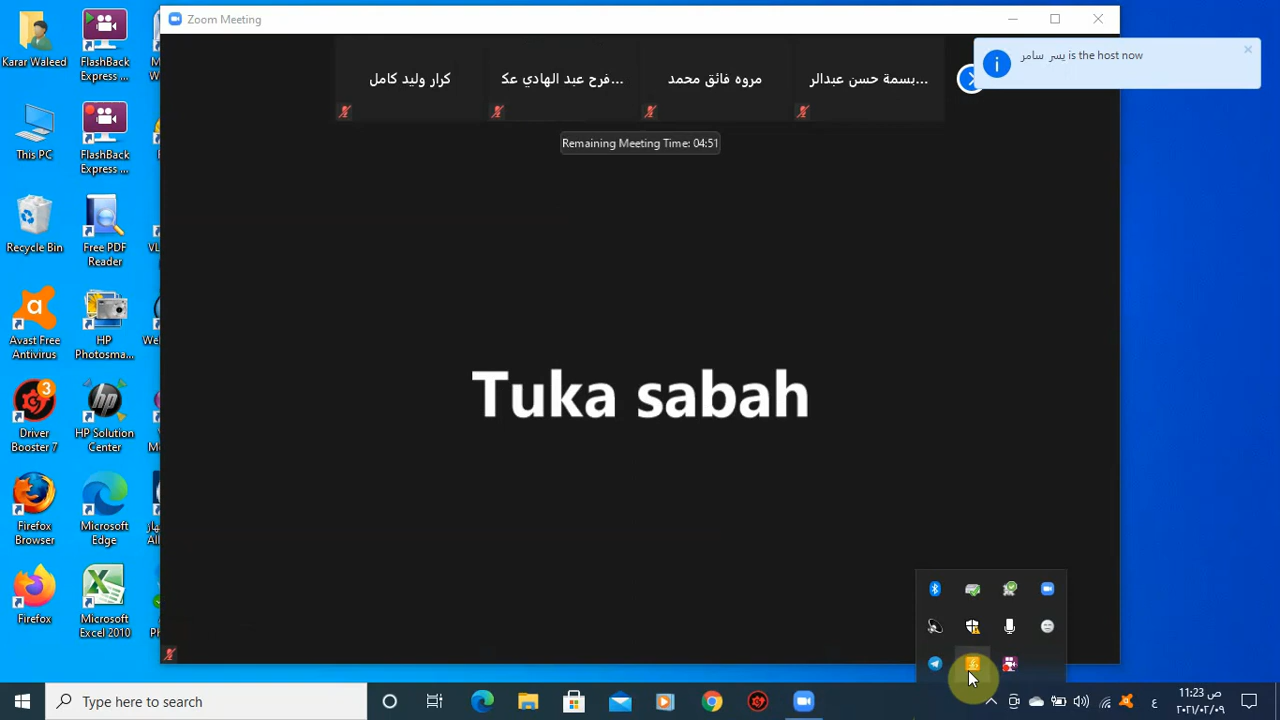 Zoom Meeting
يسر سامر is the host now
كرار وليد كامل
فرح عبد الهادي عك...
مروه فائق محمد
بسمة حسن عبدالر...
Remaining Meeting Time: 04:51
Tuka sabah
Karar Waleed
FlashBack
Express ...
This PC
FlashBack
Express ...
Recycle Bin
Free PDF
Reader
VL
Avast Free
Antivirus
HP
Photosma...
3
Driver
Booster 7
HP Solution
Center
Firefox
Browser
Microsoft
Edge
Firefox
Microsoft
Excel 2010
Type here to search
ع
11:23 ص
٢٠٢١/٠٢/٠٩